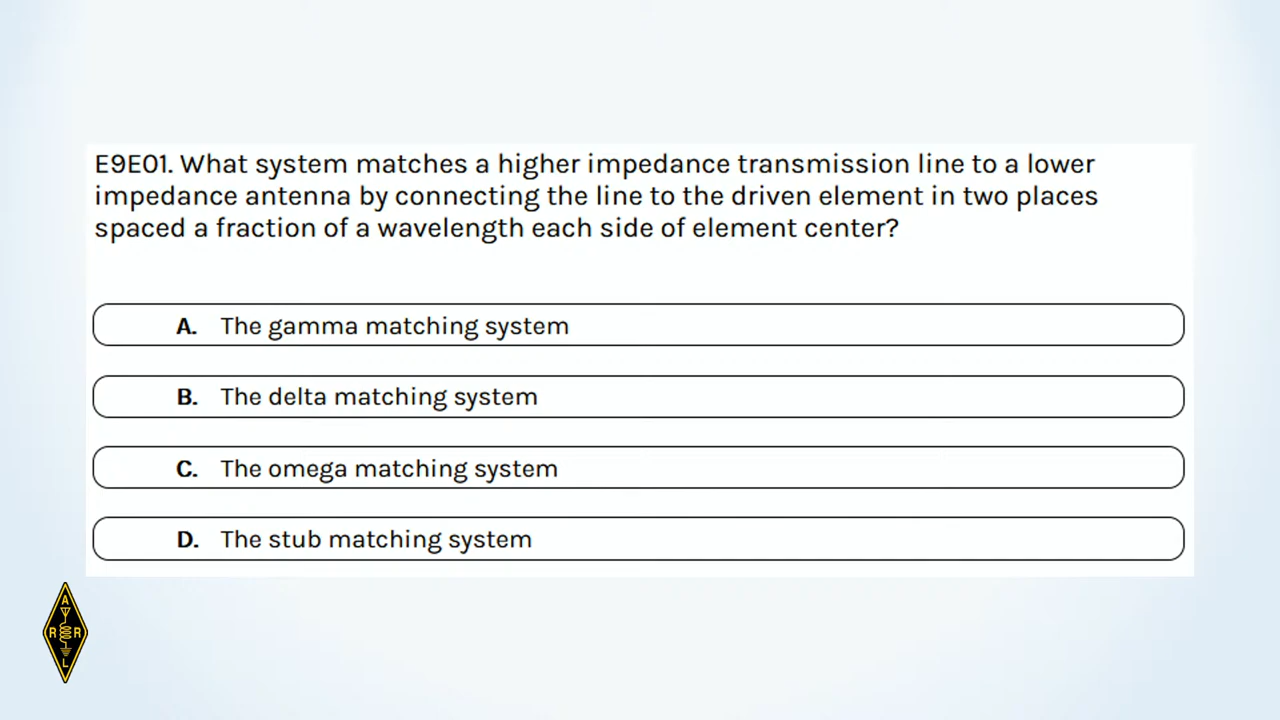 E9E01. What system matches a higher impedance transmission line to a lower
impedance antenna by connecting the line to the driven element in two places
spaced a fraction of a wavelength each side of element center?
A. The gamma matching system
B. The delta matching system
C. The omega matching system
D. The stub matching system
A
R R
L